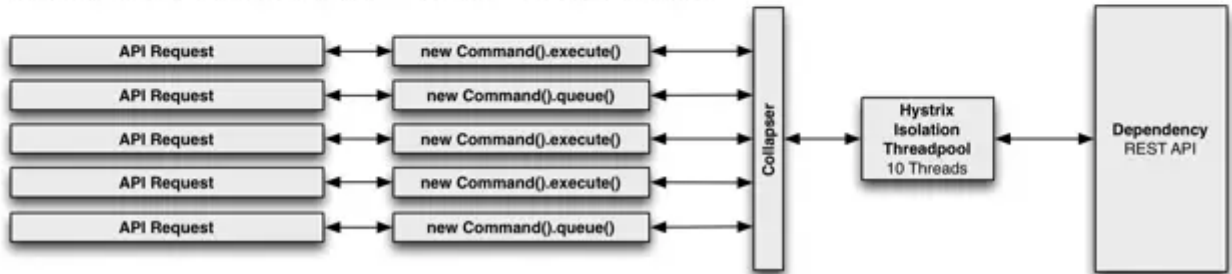 API Request
new Command().execute()
API Request
new Command().queue()
API Request
new Command().execute()
API Request
new Command().execute()
API Request
new Command().queue()
Collapser
Hystrix
Isolation
Threadpool
10 Threads
Dependency
REST API